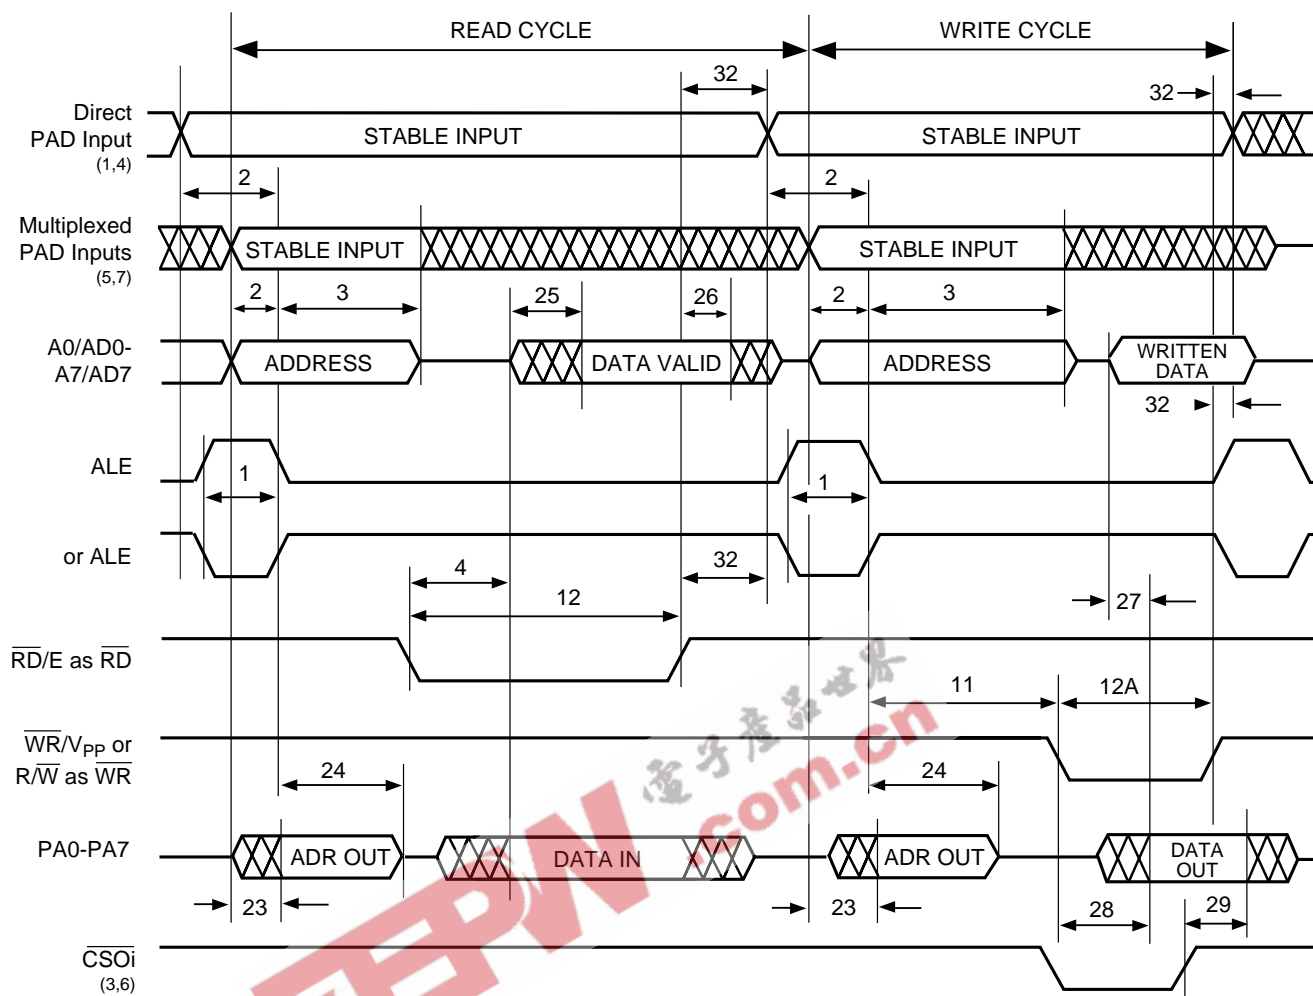 READ CYCLE
WRITE CYCLE
32
32
Direct
PAD Input
(1,4)
STABLE INPUT
STABLE INPUT
2
2
Multiplexed
PAD Inputs
(5,7)
STABLE INPUT
STABLE INPUT
2
3
25
26
2
3
A0/AD0-
A7/AD7
ADDRESS
DATA VALID
ADDRESS
WRITTEN
DATA
32
ALE
1
1
or ALE
4
32
12
27
RD/E as RD
11
12A
WR/VPP or
R/W as WR
24
24
PA0-PA7
ADR OUT
DATA IN
ADR OUT
DATA
OUT
23
23
28
29
CSOi
(3,6)
電子產品世界
.com.cn
EEPW